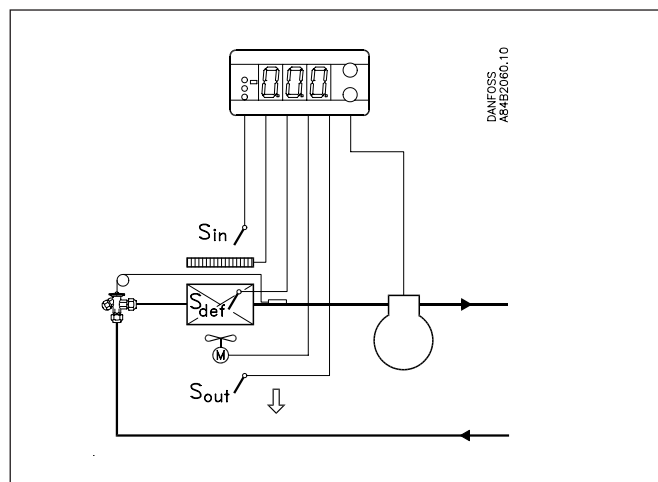 DANFOSS
A84B2060.10
000
Sin
Sdef
M
Sout